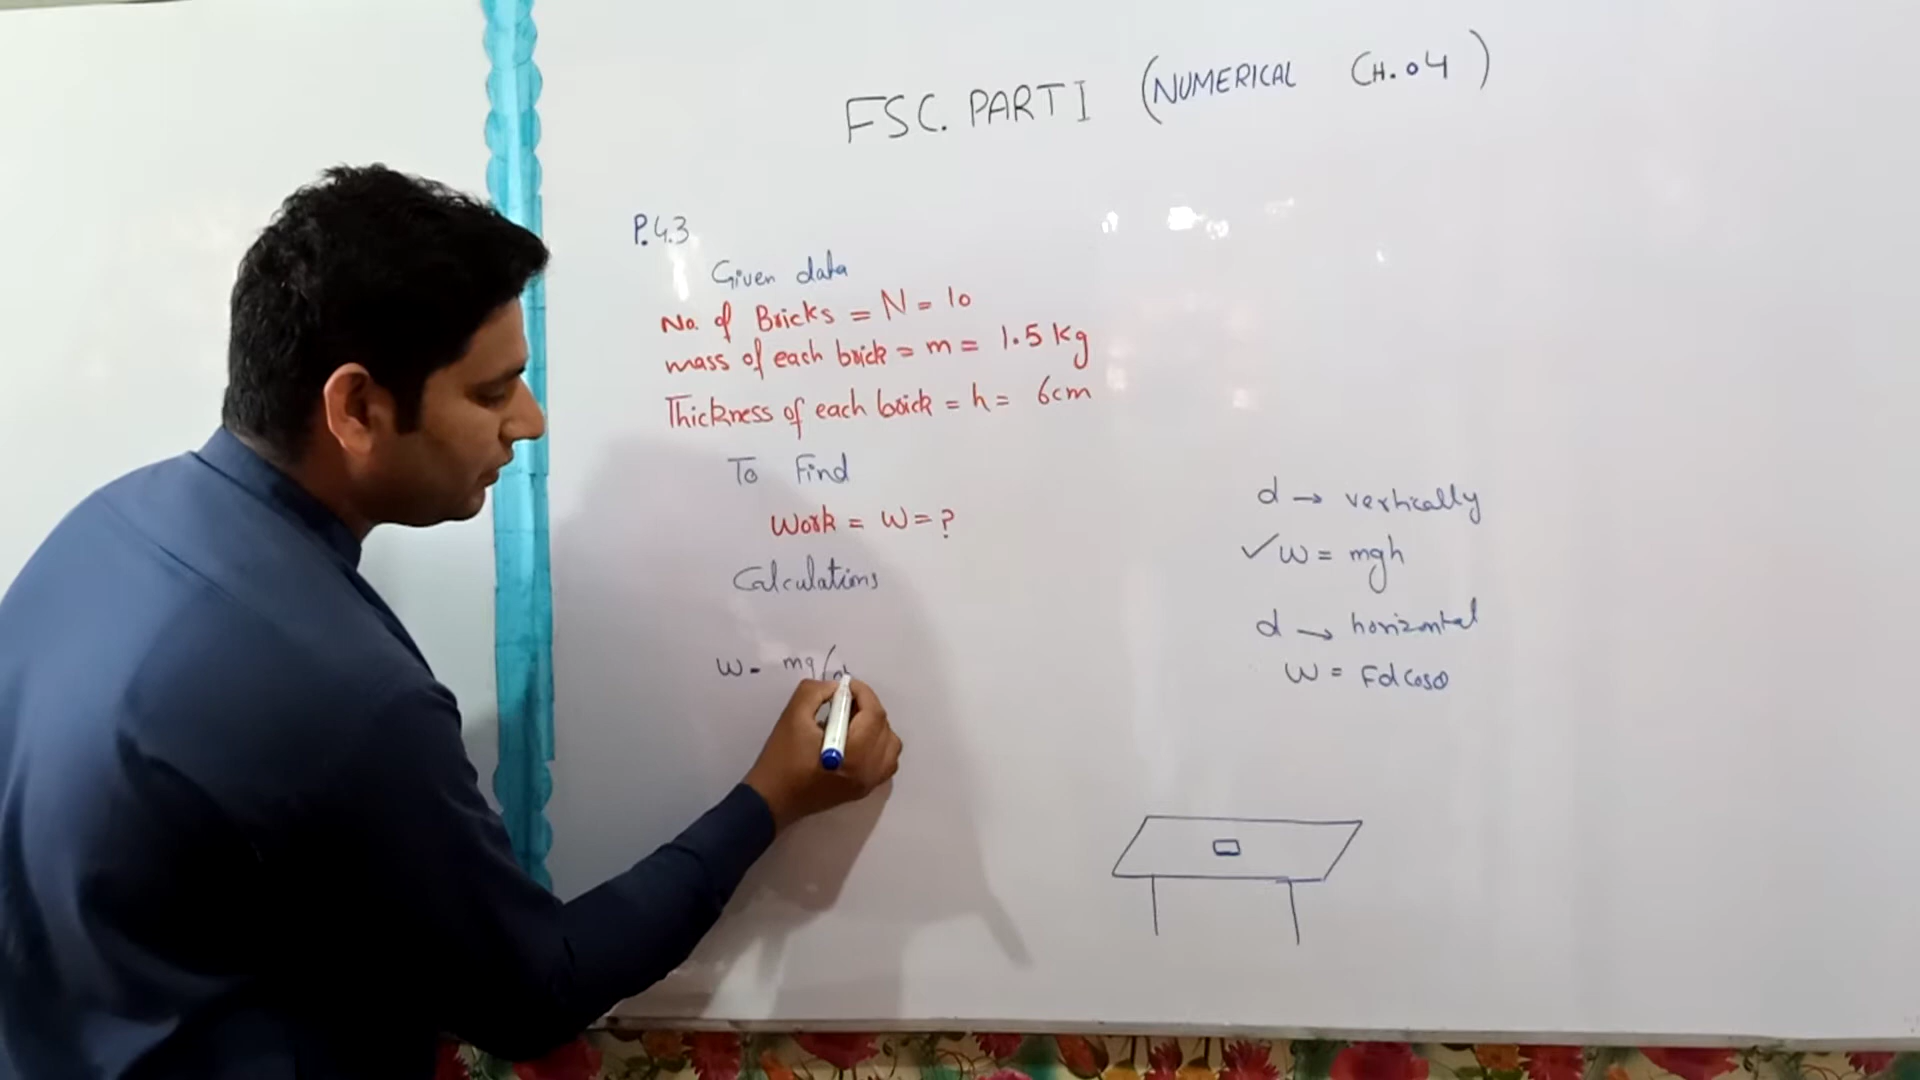 FSC. PART I (NUMERICAL CH.04)
P.4.3
Given data
No. of Bricks = N = 10
mass of each brick = m = 1.5 kg
Thickness of each brick = h = 6cm
To Find
Work = W = ?
Calculations
W = mg(
d → vertically
✓ W = mgh
d → horizontal
W = Fd Cosθ